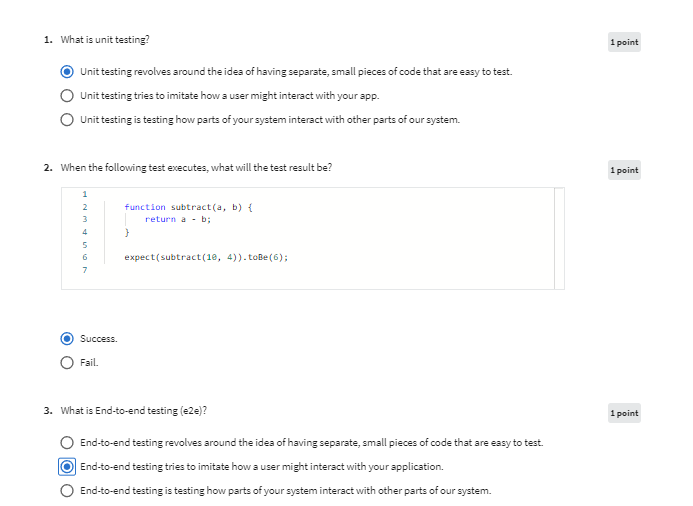 1. What is unit testing?
1 point
Unit testing revolves around the idea of having separate, small pieces of code that are easy to test.
Unit testing tries to imitate how a user might interact with your app.
Unit testing is testing how parts of your system interact with other parts of our system.
2. When the following test executes, what will the test result be?
1 point
1
2 function subtract(a, b) {
3 return a - b;
4 }
5
6 expect(subtract(10, 4)).toBe(6);
7
Success.
Fail.
3. What is End-to-end testing (e2e)?
1 point
End-to-end testing revolves around the idea of having separate, small pieces of code that are easy to test.
End-to-end testing tries to imitate how a user might interact with your application.
End-to-end testing is testing how parts of your system interact with other parts of our system.